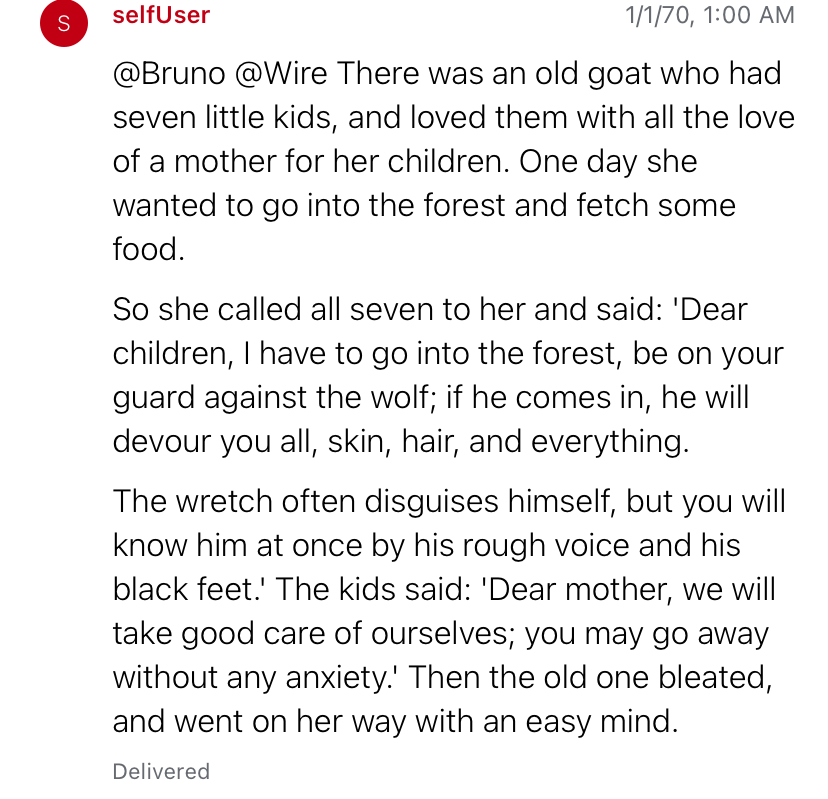 S
selfUser
1/1/70, 1:00 AM
@Bruno @Wire There was an old goat who had
seven little kids, and loved them with all the love
of a mother for her children. One day she
wanted to go into the forest and fetch some
food.
So she called all seven to her and said: 'Dear
children, I have to go into the forest, be on your
guard against the wolf; if he comes in, he will
devour you all, skin, hair, and everything.
The wretch often disguises himself, but you will
know him at once by his rough voice and his
black feet.' The kids said: 'Dear mother, we will
take good care of ourselves; you may go away
without any anxiety.' Then the old one bleated,
and went on her way with an easy mind.
Delivered